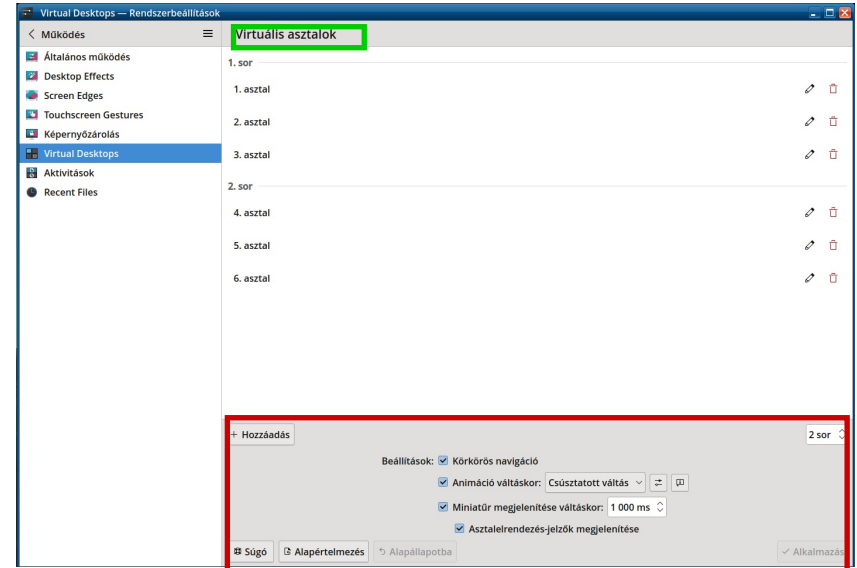 Virtual Desktops — Rendszerbeállítások
Működés
Virtuális asztalok
Általános működés
Desktop Effects
Screen Edges
Touchscreen Gestures
Képernyőzárolás
Virtual Desktops
Aktivitások
Recent Files
1. sor
1. asztal
2. asztal
3. asztal
2. sor
4. asztal
5. asztal
6. asztal
+ Hozzáadás
2 sor
Beállítások: Körkörös navigáció
Animáció váltáskor: Csúsztatott váltás
Miniatűr megjelenítése váltáskor: 1 000 ms
Asztalelrendezés-jelzők megjelenítése
Súgó Alapértelmezés Alapállapotba Alkalmazás